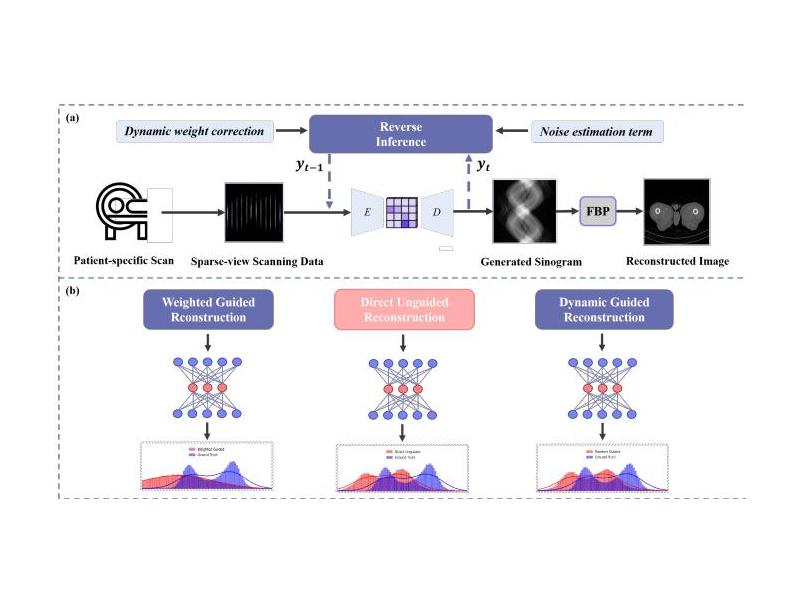 (a)
Dynamic weight correction
Reverse
Inference
Noise estimation term
y_{t-1}
y_t
E
D
FBP
Patient-specific Scan
Sparse-view Scanning Data
Generated Sinogram
Reconstructed Image
(b)
Weighted Guided
Rconstruction
Direct Unguided
Reconstruction
Dynamic Guided
Reconstruction
Weighted Guided
Ground Truth
Direct Unguided
Ground Truth
Random Guided
Ground Truth